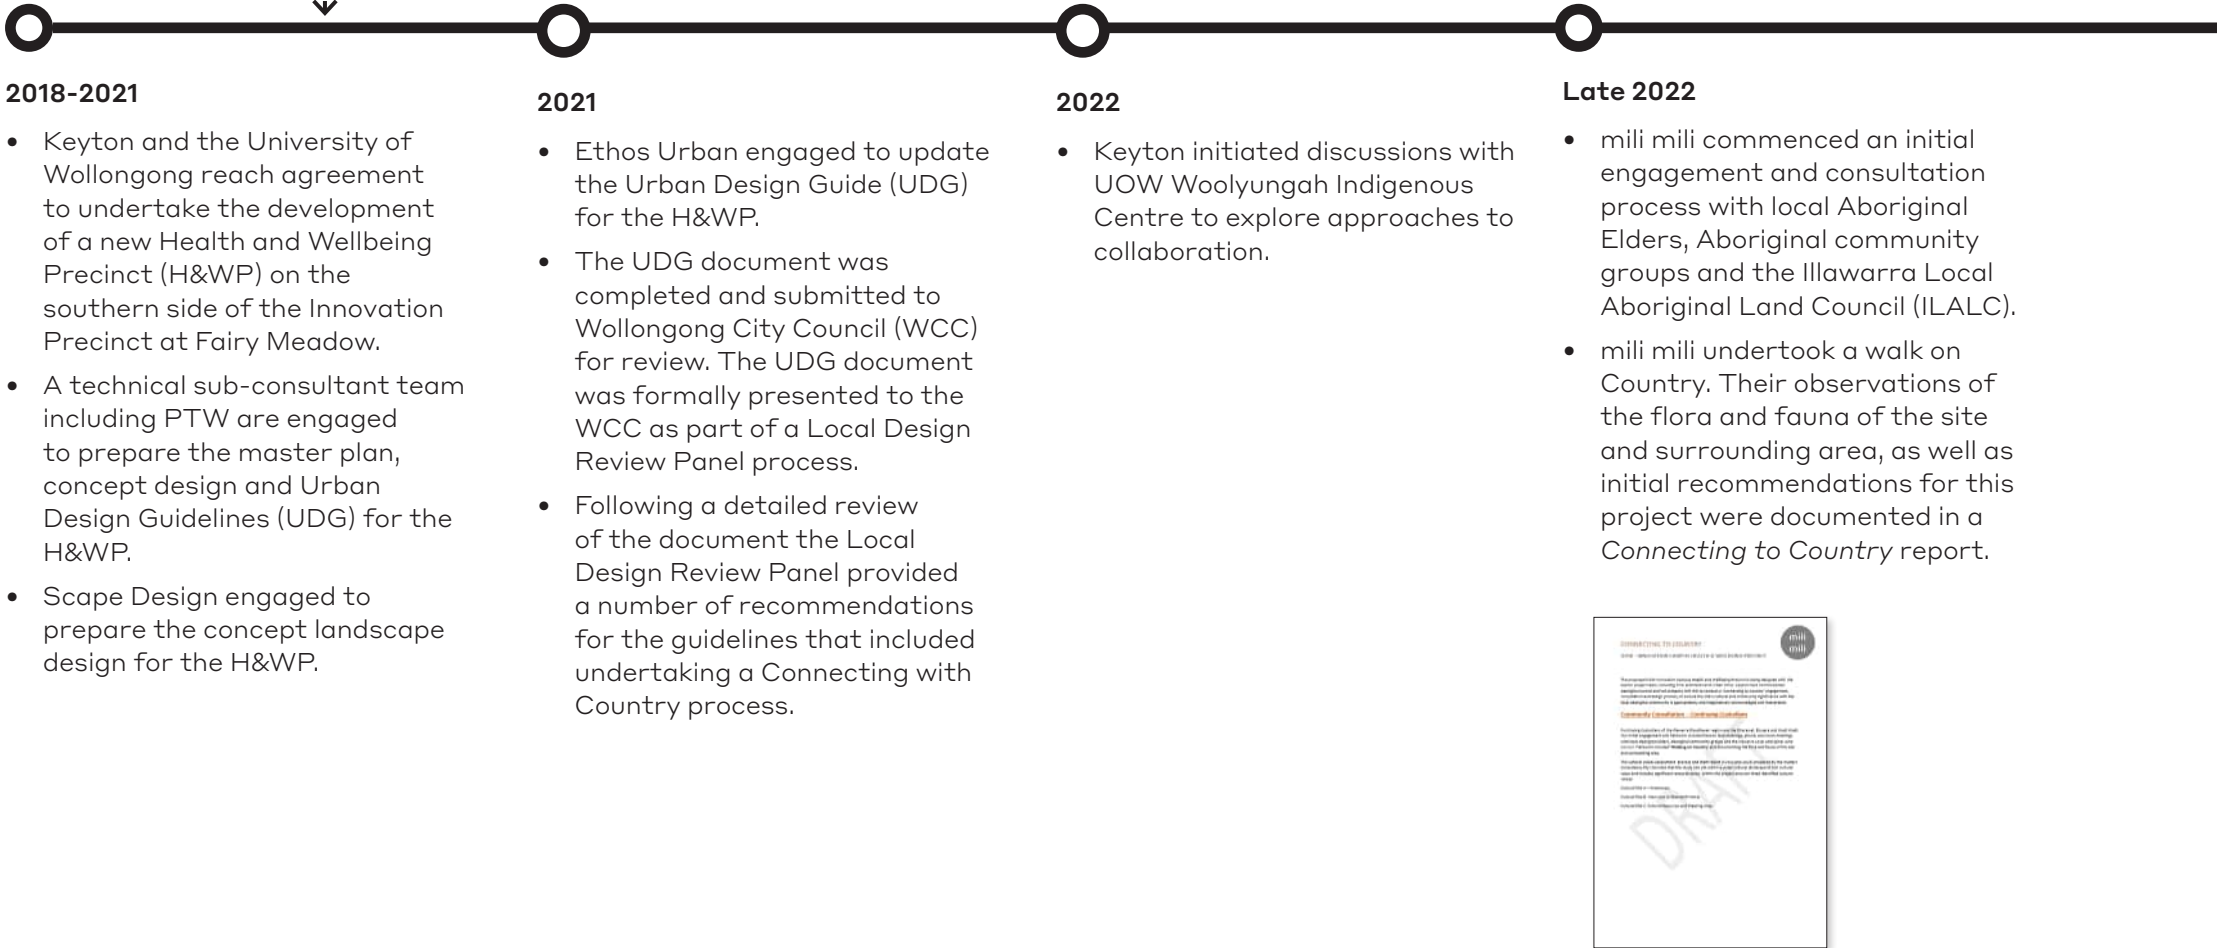 2018-2021
• Keyton and the University of
Wollongong reach agreement
to undertake the development
of a new Health and Wellbeing
Precinct (H&WP) on the
southern side of the Innovation
Precinct at Fairy Meadow.
• A technical sub-consultant team
including PTW are engaged
to prepare the master plan,
concept design and Urban
Design Guidelines (UDG) for the
H&WP.
• Scape Design engaged to
prepare the concept landscape
design for the H&WP.
2021
• Ethos Urban engaged to update
the Urban Design Guide (UDG)
for the H&WP.
• The UDG document was
completed and submitted to
Wollongong City Council (WCC)
for review. The UDG document
was formally presented to the
WCC as part of a Local Design
Review Panel process.
• Following a detailed review
of the document the Local
Design Review Panel provided
a number of recommendations
for the guidelines that included
undertaking a Connecting with
Country process.
2022
• Keyton initiated discussions with
UOW Woolyungah Indigenous
Centre to explore approaches to
collaboration.
Late 2022
• mili mili commenced an initial
engagement and consultation
process with local Aboriginal
Elders, Aboriginal community
groups and the Illawarra Local
Aboriginal Land Council (ILALC).
• mili mili undertook a walk on
Country. Their observations of
the flora and fauna of the site
and surrounding area, as well as
initial recommendations for this
project were documented in a
Connecting to Country report.
mili
mili
CONNECTING TO COUNTRY
Community Consultation - Continuing Custodians
DRAFT